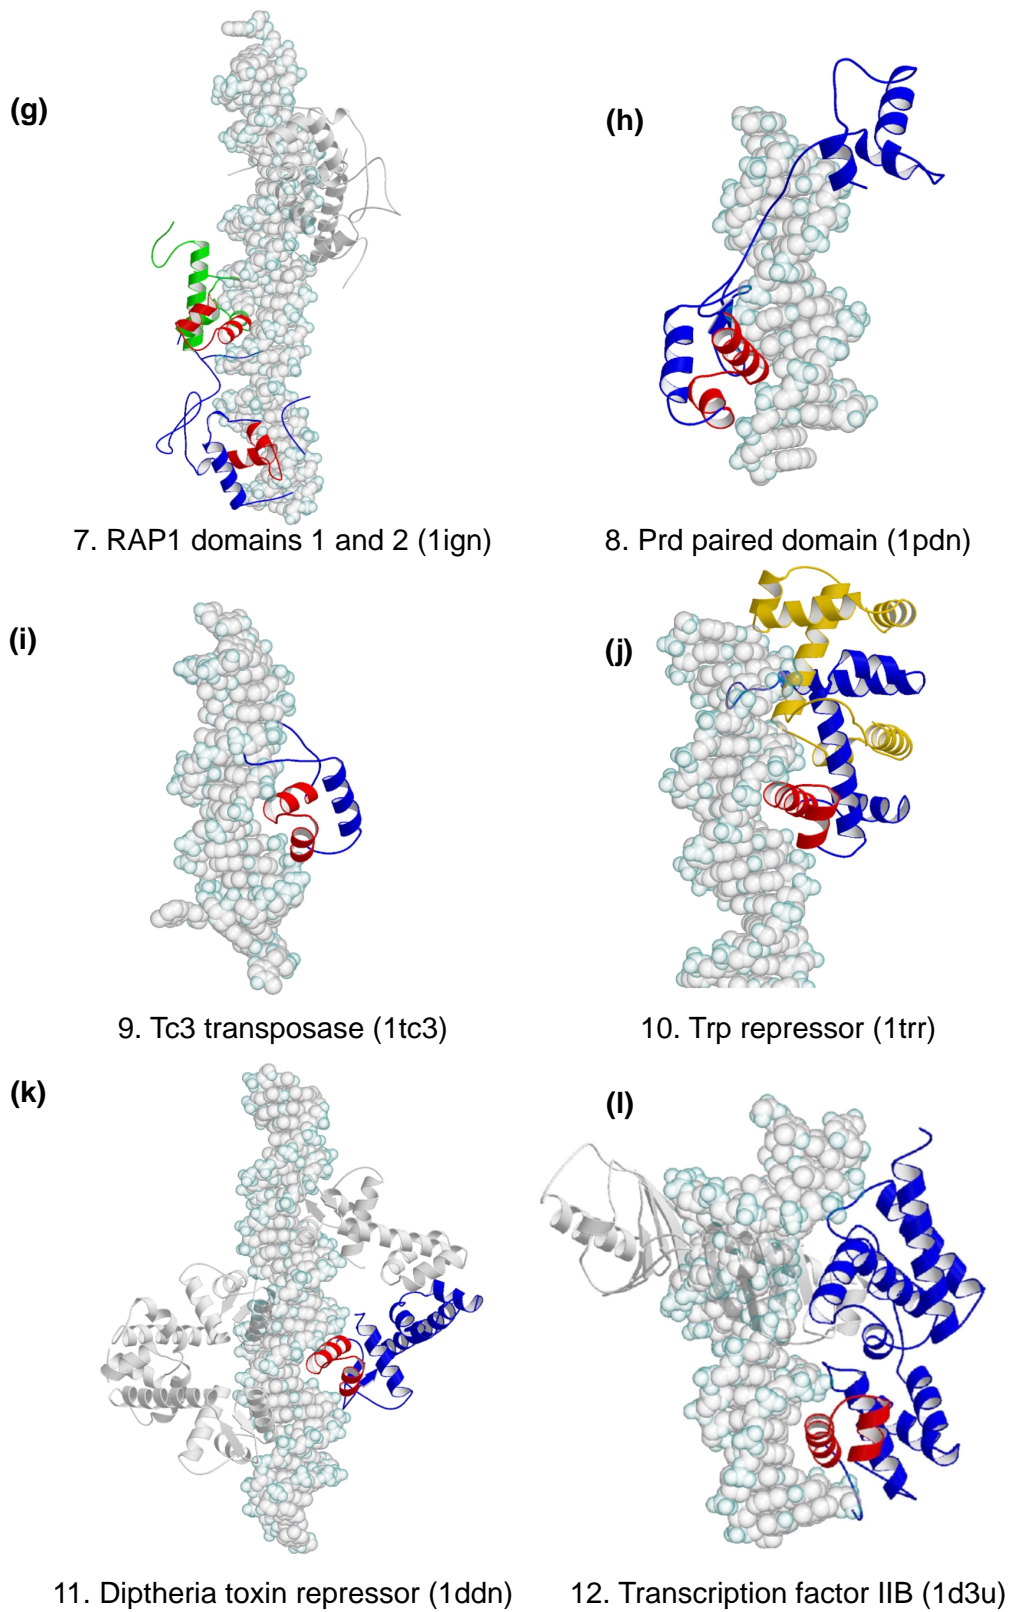 (g)
(h)
7. RAP1 domains 1 and 2 (1ign)
8. Prd paired domain (1pdn)
(i)
(j)
9. Tc3 transposase (1tc3)
10. Trp repressor (1trr)
(k)
(l)
11. Diptheria toxin repressor (1ddn)
12. Transcription factor IIB (1d3u)